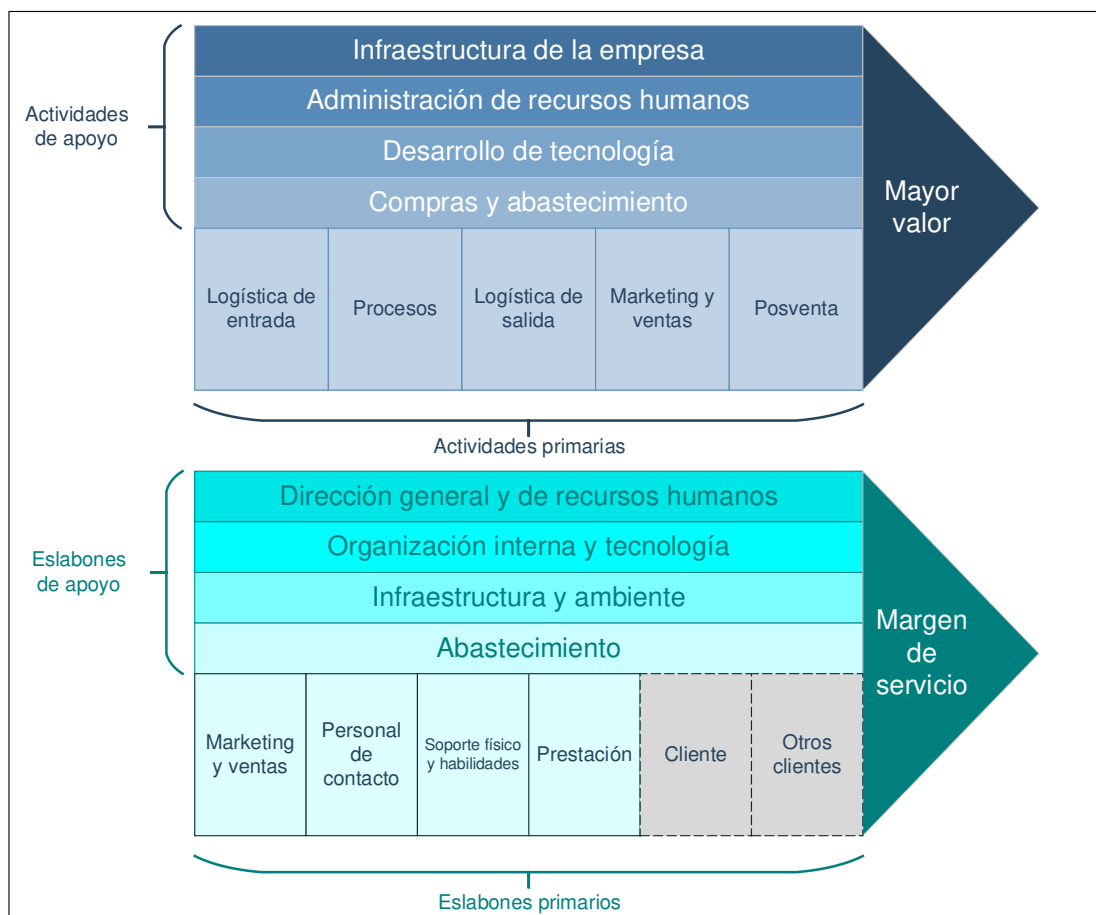 Infraestructura de la empresa
Administración de recursos humanos
Desarrollo de tecnología
Compras y abastecimiento
Actividades
de apoyo
Mayor
valor
Logística de
entrada
Procesos
Logística de
salida
Marketing y
ventas
Posventa
Actividades primarias
Dirección general y de recursos humanos
Organización interna y tecnología
Infraestructura y ambiente
Abastecimiento
Eslabones
de apoyo
Margen
de
servicio
Marketing
y ventas
Personal
de
contacto
Soporte físico
y habilidades
Prestación
Cliente
Otros
clientes
Eslabones primarios